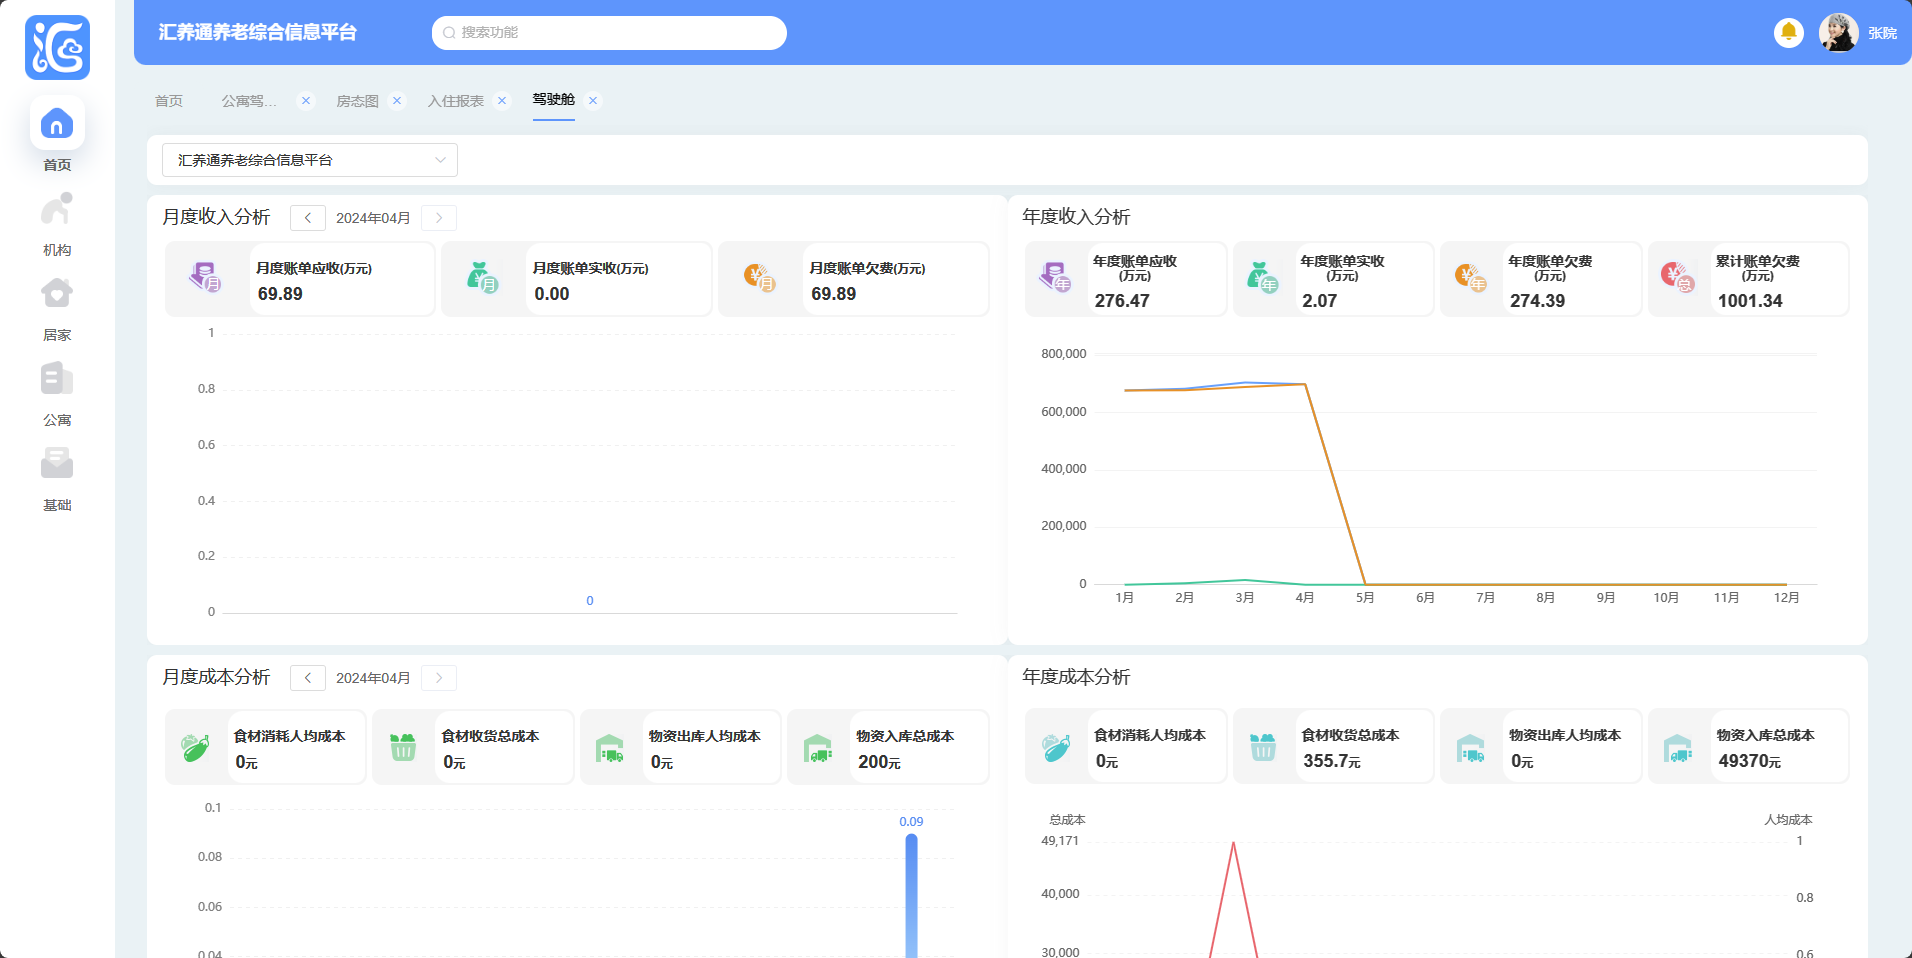 汇养通养老综合信息平台
搜索功能
张院
首页
机构
居家
公寓
基础
首页 公寓驾... 房态图 入住报表 驾驶舱
汇养通养老综合信息平台
月度收入分析 2024年04月
月度账单应收(万元)
69.89
月度账单实收(万元)
0.00
月度账单欠费(万元)
69.89
1
0.8
0.6
0.4
0.2
0
0
年度收入分析
年度账单应收
(万元)
276.47
年度账单实收
(万元)
2.07
年度账单欠费
(万元)
274.39
累计账单欠费
(万元)
1001.34
800,000
600,000
400,000
200,000
0
1月 2月 3月 4月 5月 6月 7月 8月 9月 10月 11月 12月
月度成本分析 2024年04月
食材消耗人均成本
0元
食材收货总成本
0元
物资出库人均成本
0元
物资入库总成本
200元
0.1
0.08
0.06
0.04
0.09
年度成本分析
食材消耗人均成本
0元
食材收货总成本
355.7元
物资出库人均成本
0元
物资入库总成本
49370元
总成本
49,171
40,000
30,000
人均成本
1
0.8
0.6